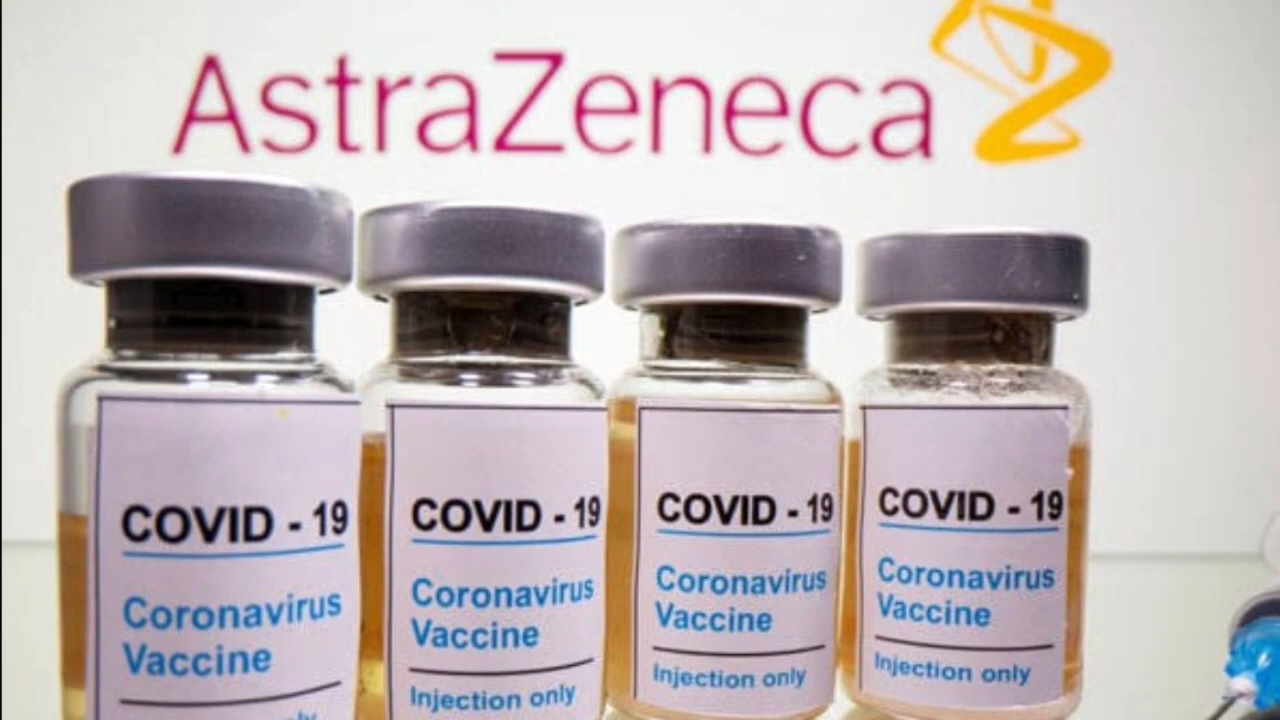 AstraZeneca
COVID - 19
Coronavirus
Vaccine
COVID - 19
Coronavirus
Vaccine
Injection only
COVID - 19
Coronavirus
Vaccine
Injection only
COVID - 19
Coronavirus
Vaccine
Injection only